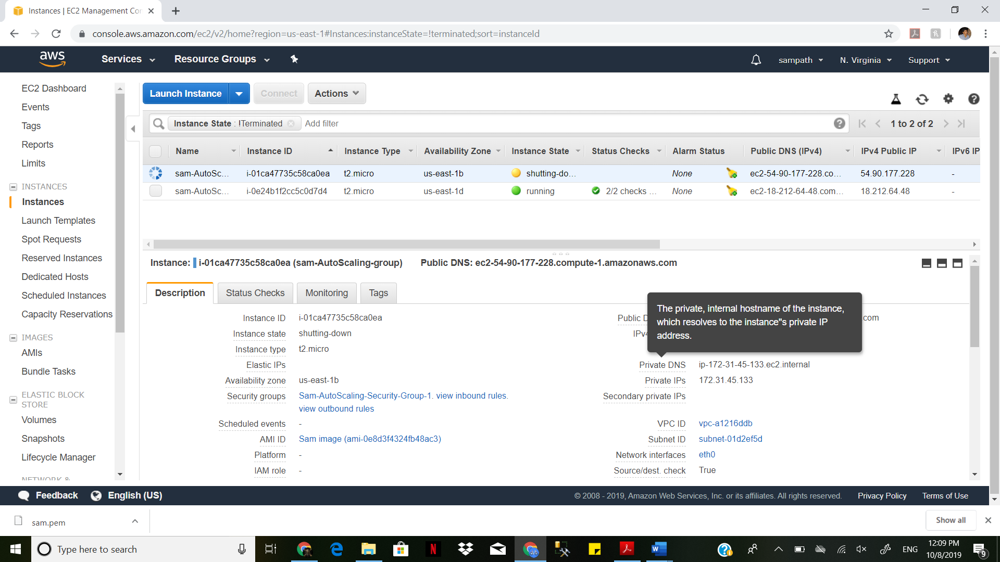 Instances | EC2 Management Con
console.aws.amazon.com/ec2/v2/home?region=us-east-1#Instances:instanceState=!terminated;sort=instanceId
aws
Services
Resource Groups
sampath
N. Virginia
Support
EC2 Dashboard
Events
Tags
Reports
Limits
INSTANCES
Instances
Launch Templates
Spot Requests
Reserved Instances
Dedicated Hosts
Scheduled Instances
Capacity Reservations
IMAGES
AMIs
Bundle Tasks
ELASTIC BLOCK
STORE
Volumes
Snapshots
Lifecycle Manager
NETWORK &
Launch Instance
Connect
Actions
Instance State : !Terminated
Add filter
1 to 2 of 2
Name Instance ID Instance Type Availability Zone Instance State Status Checks Alarm Status Public DNS (IPv4) IPv4 Public IP IPv6 IP
sam-AutoSc... i-01ca47735c58ca0ea t2.micro us-east-1b shutting-do... None ec2-54-90-177-228.co... 54.90.177.228 -
sam-AutoSc... i-0e24b1f2cc5c0d7d4 t2.micro us-east-1d running 2/2 checks ... None ec2-18-212-64-48.com... 18.212.64.48 -
Instance: i-01ca47735c58ca0ea (sam-AutoScaling-group) Public DNS: ec2-54-90-177-228.compute-1.amazonaws.com
Description
Status Checks
Monitoring
Tags
Instance ID i-01ca47735c58ca0ea
Instance state shutting-down
Instance type t2.micro
Elastic IPs
Availability zone us-east-1b
Security groups Sam-AutoScaling-Security-Group-1. view inbound rules.
view outbound rules
Scheduled events -
AMI ID Sam image (ami-0e8d3f4324fb48ac3)
Platform -
IAM role -
Public D
com
IPv4
The private, internal hostname of the instance,
which resolves to the instance"s private IP
address.
Private DNS ip-172-31-45-133.ec2.internal
Private IPs 172.31.45.133
Secondary private IPs
VPC ID vpc-a1216ddb
Subnet ID subnet-01d2ef5d
Network interfaces eth0
Source/dest. check True
Feedback
English (US)
© 2008 - 2019, Amazon Web Services, Inc. or its affiliates. All rights reserved.
Privacy Policy
Terms of Use
sam.pem
Show all
Type here to search
ENG
12:09 PM
10/8/2019
9